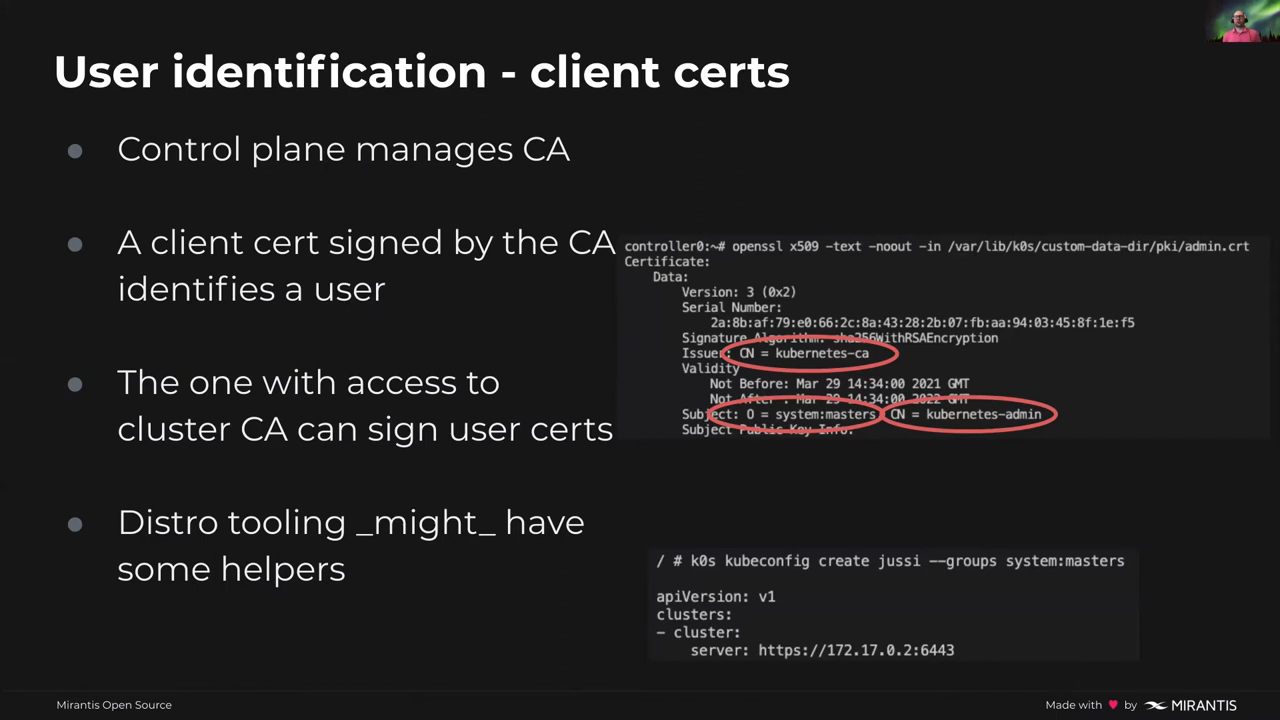 User identification - client certs
● Control plane manages CA
● A client cert signed by the CA
identifies a user
● The one with access to
cluster CA can sign user certs
● Distro tooling _might_ have
some helpers
controller0:~# openssl x509 -text -noout -in /var/lib/k0s/custom-data-dir/pki/admin.crt
Certificate:
Data:
Version: 3 (0x2)
Serial Number:
2a:8b:af:79:e0:66:2c:8a:43:28:2b:07:fb:aa:94:03:45:8f:1e:f5
Signature Algorithm: sha256WithRSAEncryption
Issuer: CN = kubernetes-ca
Validity
Not Before: Mar 29 14:34:00 2021 GMT
Not After : Mar 29 14:34:00 2022 GMT
Subject: O = system:masters, CN = kubernetes-admin
Subject Public Key Info:
/ # k0s kubeconfig create jussi --groups system:masters
apiVersion: v1
clusters:
- cluster:
server: https://172.17.0.2:6443
Mirantis Open Source
Made with ♥ by MIRANTIS